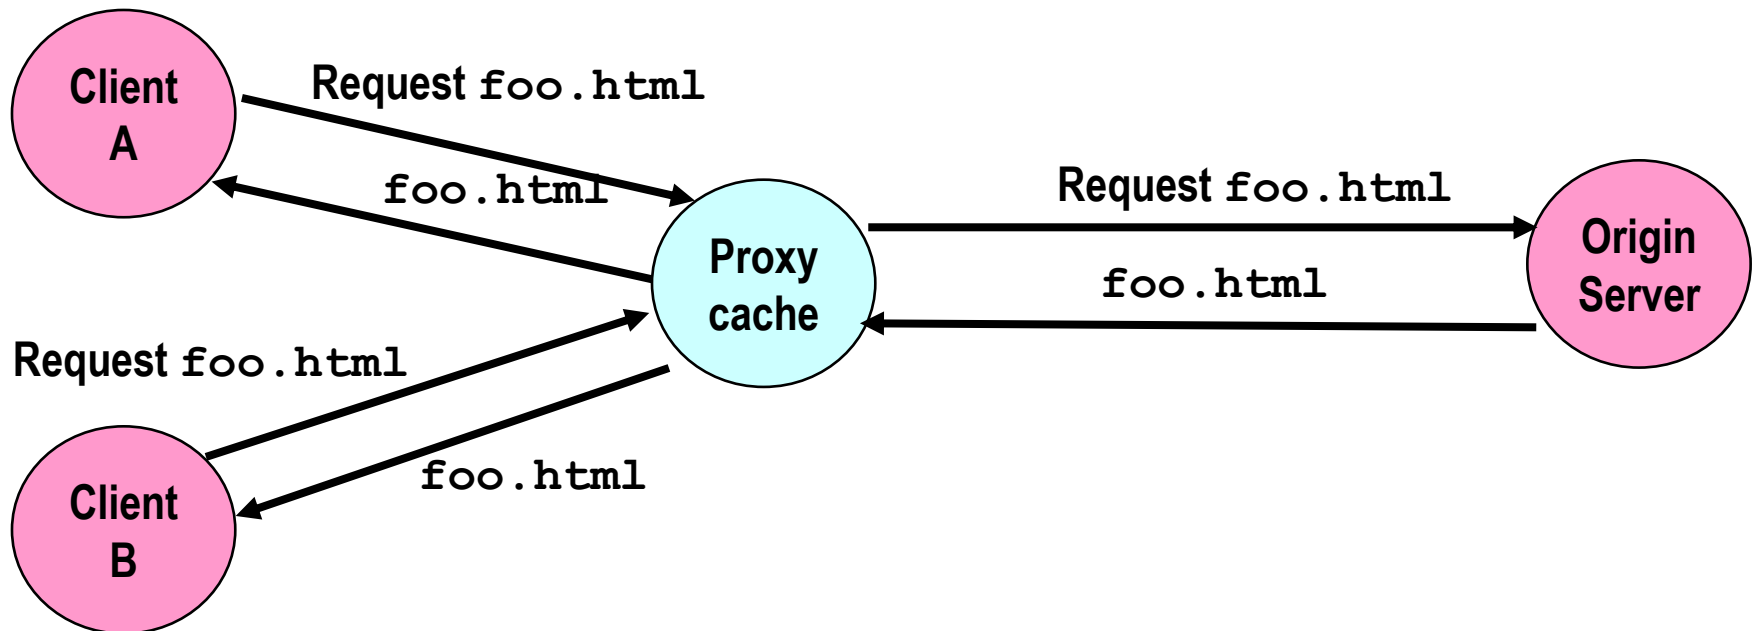 Client
A
Request foo.html
foo.html
Request foo.html
foo.html
Client
B
Proxy
cache
Request foo.html
foo.html
Origin
Server